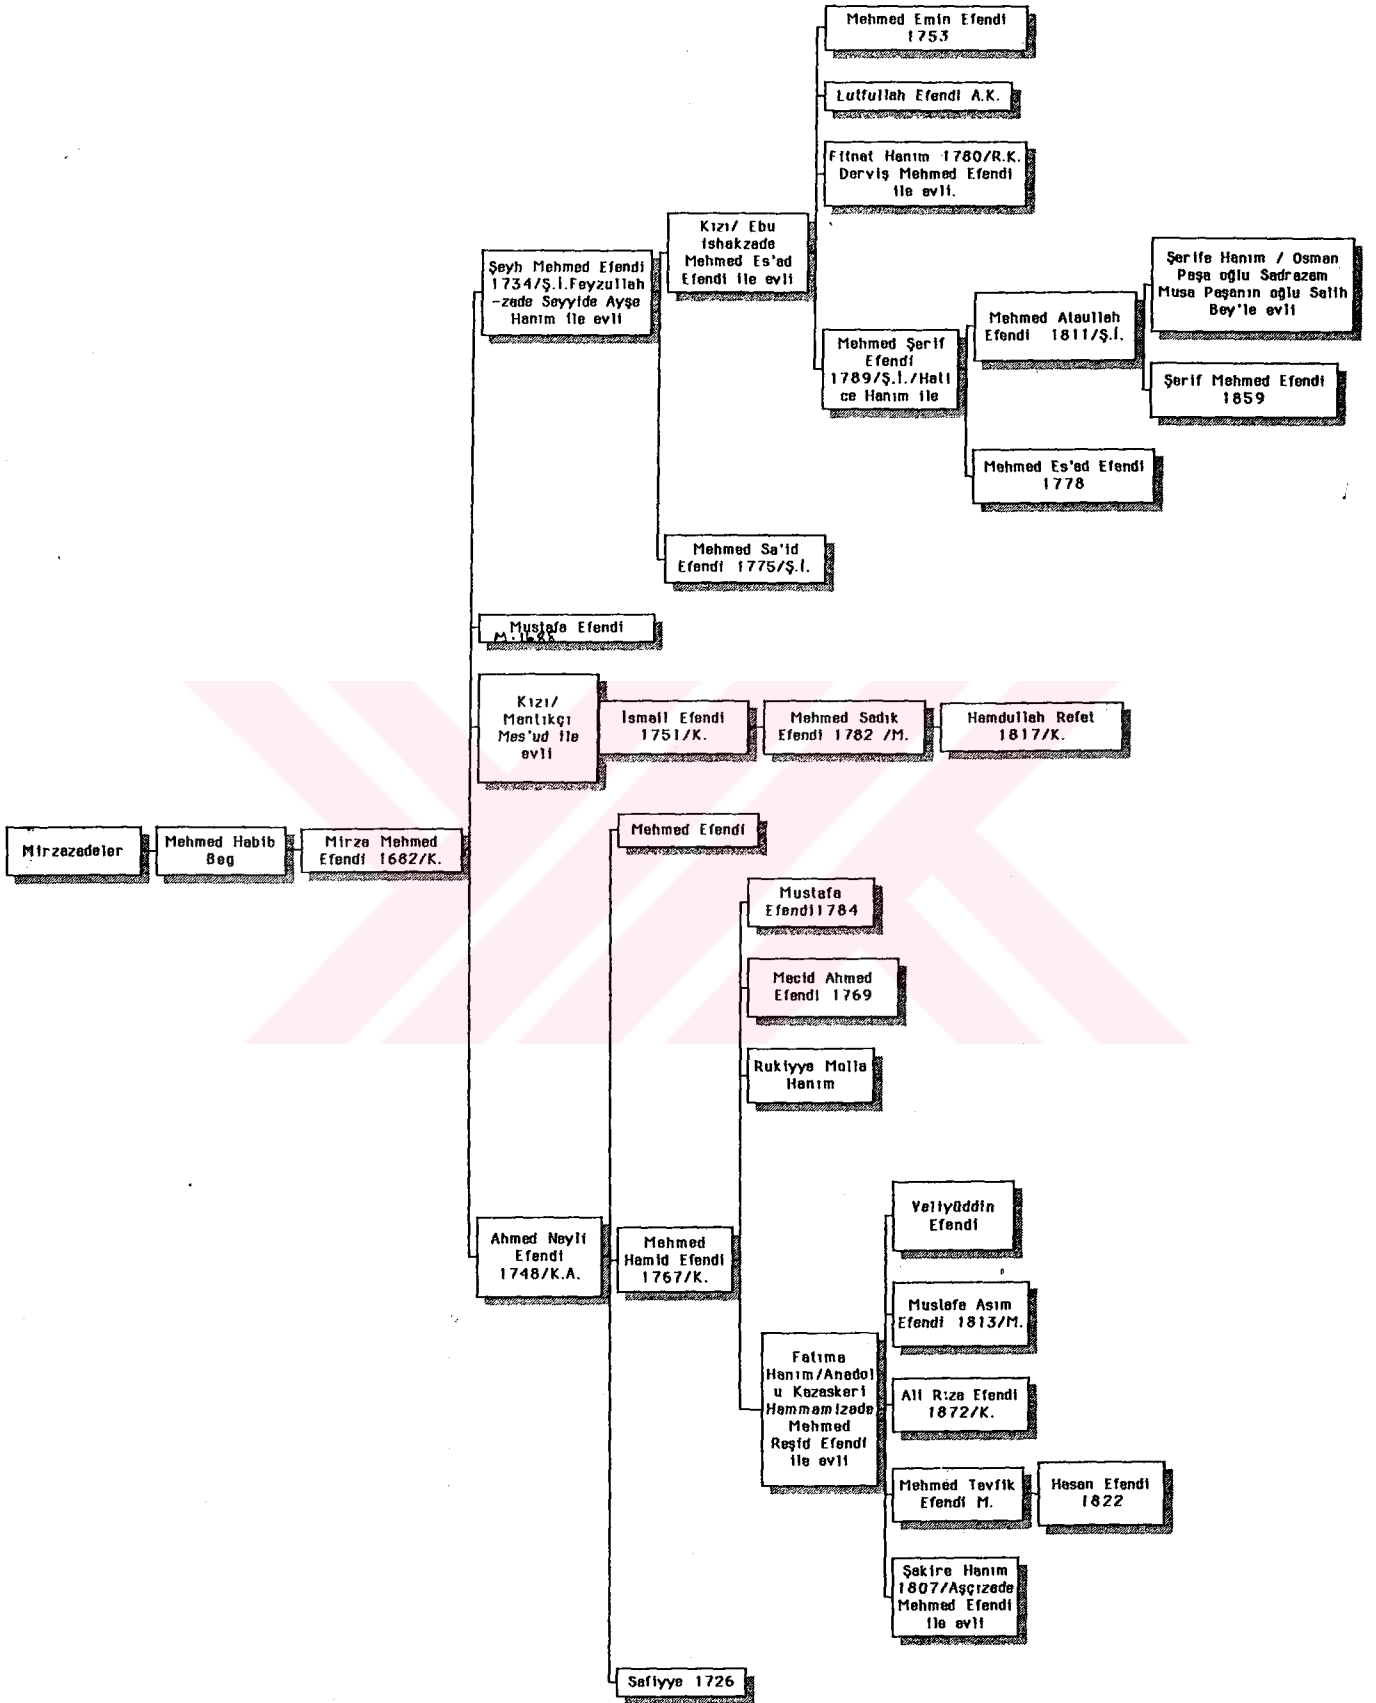 Mehmed Emin Efendi
1753
Lutfullah Efendi A.K.
Fitnat Hanım 1780/R.K.
Derviş Mehmed Efendi
ile evli.
Kızı/ Ebu
İshakzade
Mehmed Es'ad
Efendi ile evli
Şeyh Mehmed Efendi
1734/Ş.İ.Feyzullah
-zade Seyyide Ayşe
Hanım ile evli
Şerife Hanım / Osman
Paşa oğlu Sadrazam
Musa Paşanın oğlu Salih
Bey'le evli
Mehmed Ataullah
Efendi 1811/Ş.İ.
Mehmed Şerif
Efendi
1789/Ş.İ./Hati
ce Hanım ile
Şerif Mehmed Efendi
1859
Mehmed Es'ad Efendi
1778
Mehmed Sa'id
Efendi 1775/Ş.İ.
Mustafa Efendi
Kızı/
Mantıkçı
Mes'ud ile
evli
İsmail Efendi
1751/K.
Mehmed Sadık
Efendi 1782 /M.
Hamdullah Refet
1817/K.
Mirzazadeler
Mehmed Habib
Beg
Mirza Mehmed
Efendi 1682/K.
Mehmed Efendi
Mustafa
Efendi1784
Mecid Ahmed
Efendi 1769
Rukiyye Molla
Hanım
Ahmed Neyli
Efendi
1748/K.A.
Mehmed
Hamid Efendi
1767/K.
Veliyüddin
Efendi
Mustafa Asım
Efendi 1813/M.
Fatıma
Hanım/Anadol
u Kazaskeri
Hammamizade
Mehmed
Reşid Efendi
ile evli
Ali Rıza Efendi
1872/K.
Mehmed Tevfik
Efendi M.
Hasan Efendi
1822
Şakire Hanım
1807/Aşçızade
Mehmed Efendi
ile evli
Safiyye 1726